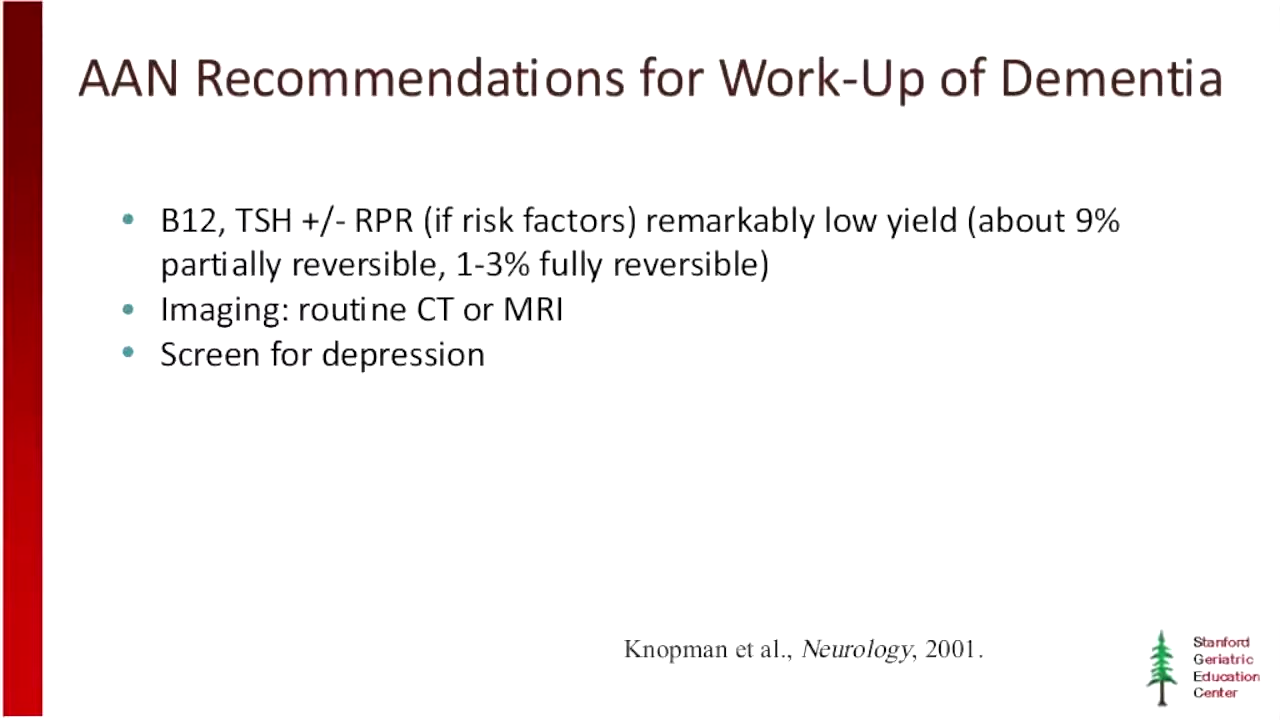 AAN Recommendations for Work-Up of Dementia
• B12, TSH +/- RPR (if risk factors) remarkably low yield (about 9%
partially reversible, 1-3% fully reversible)
• Imaging: routine CT or MRI
• Screen for depression
Knopman et al., Neurology, 2001.
Stanford
Geriatric
Education
Center